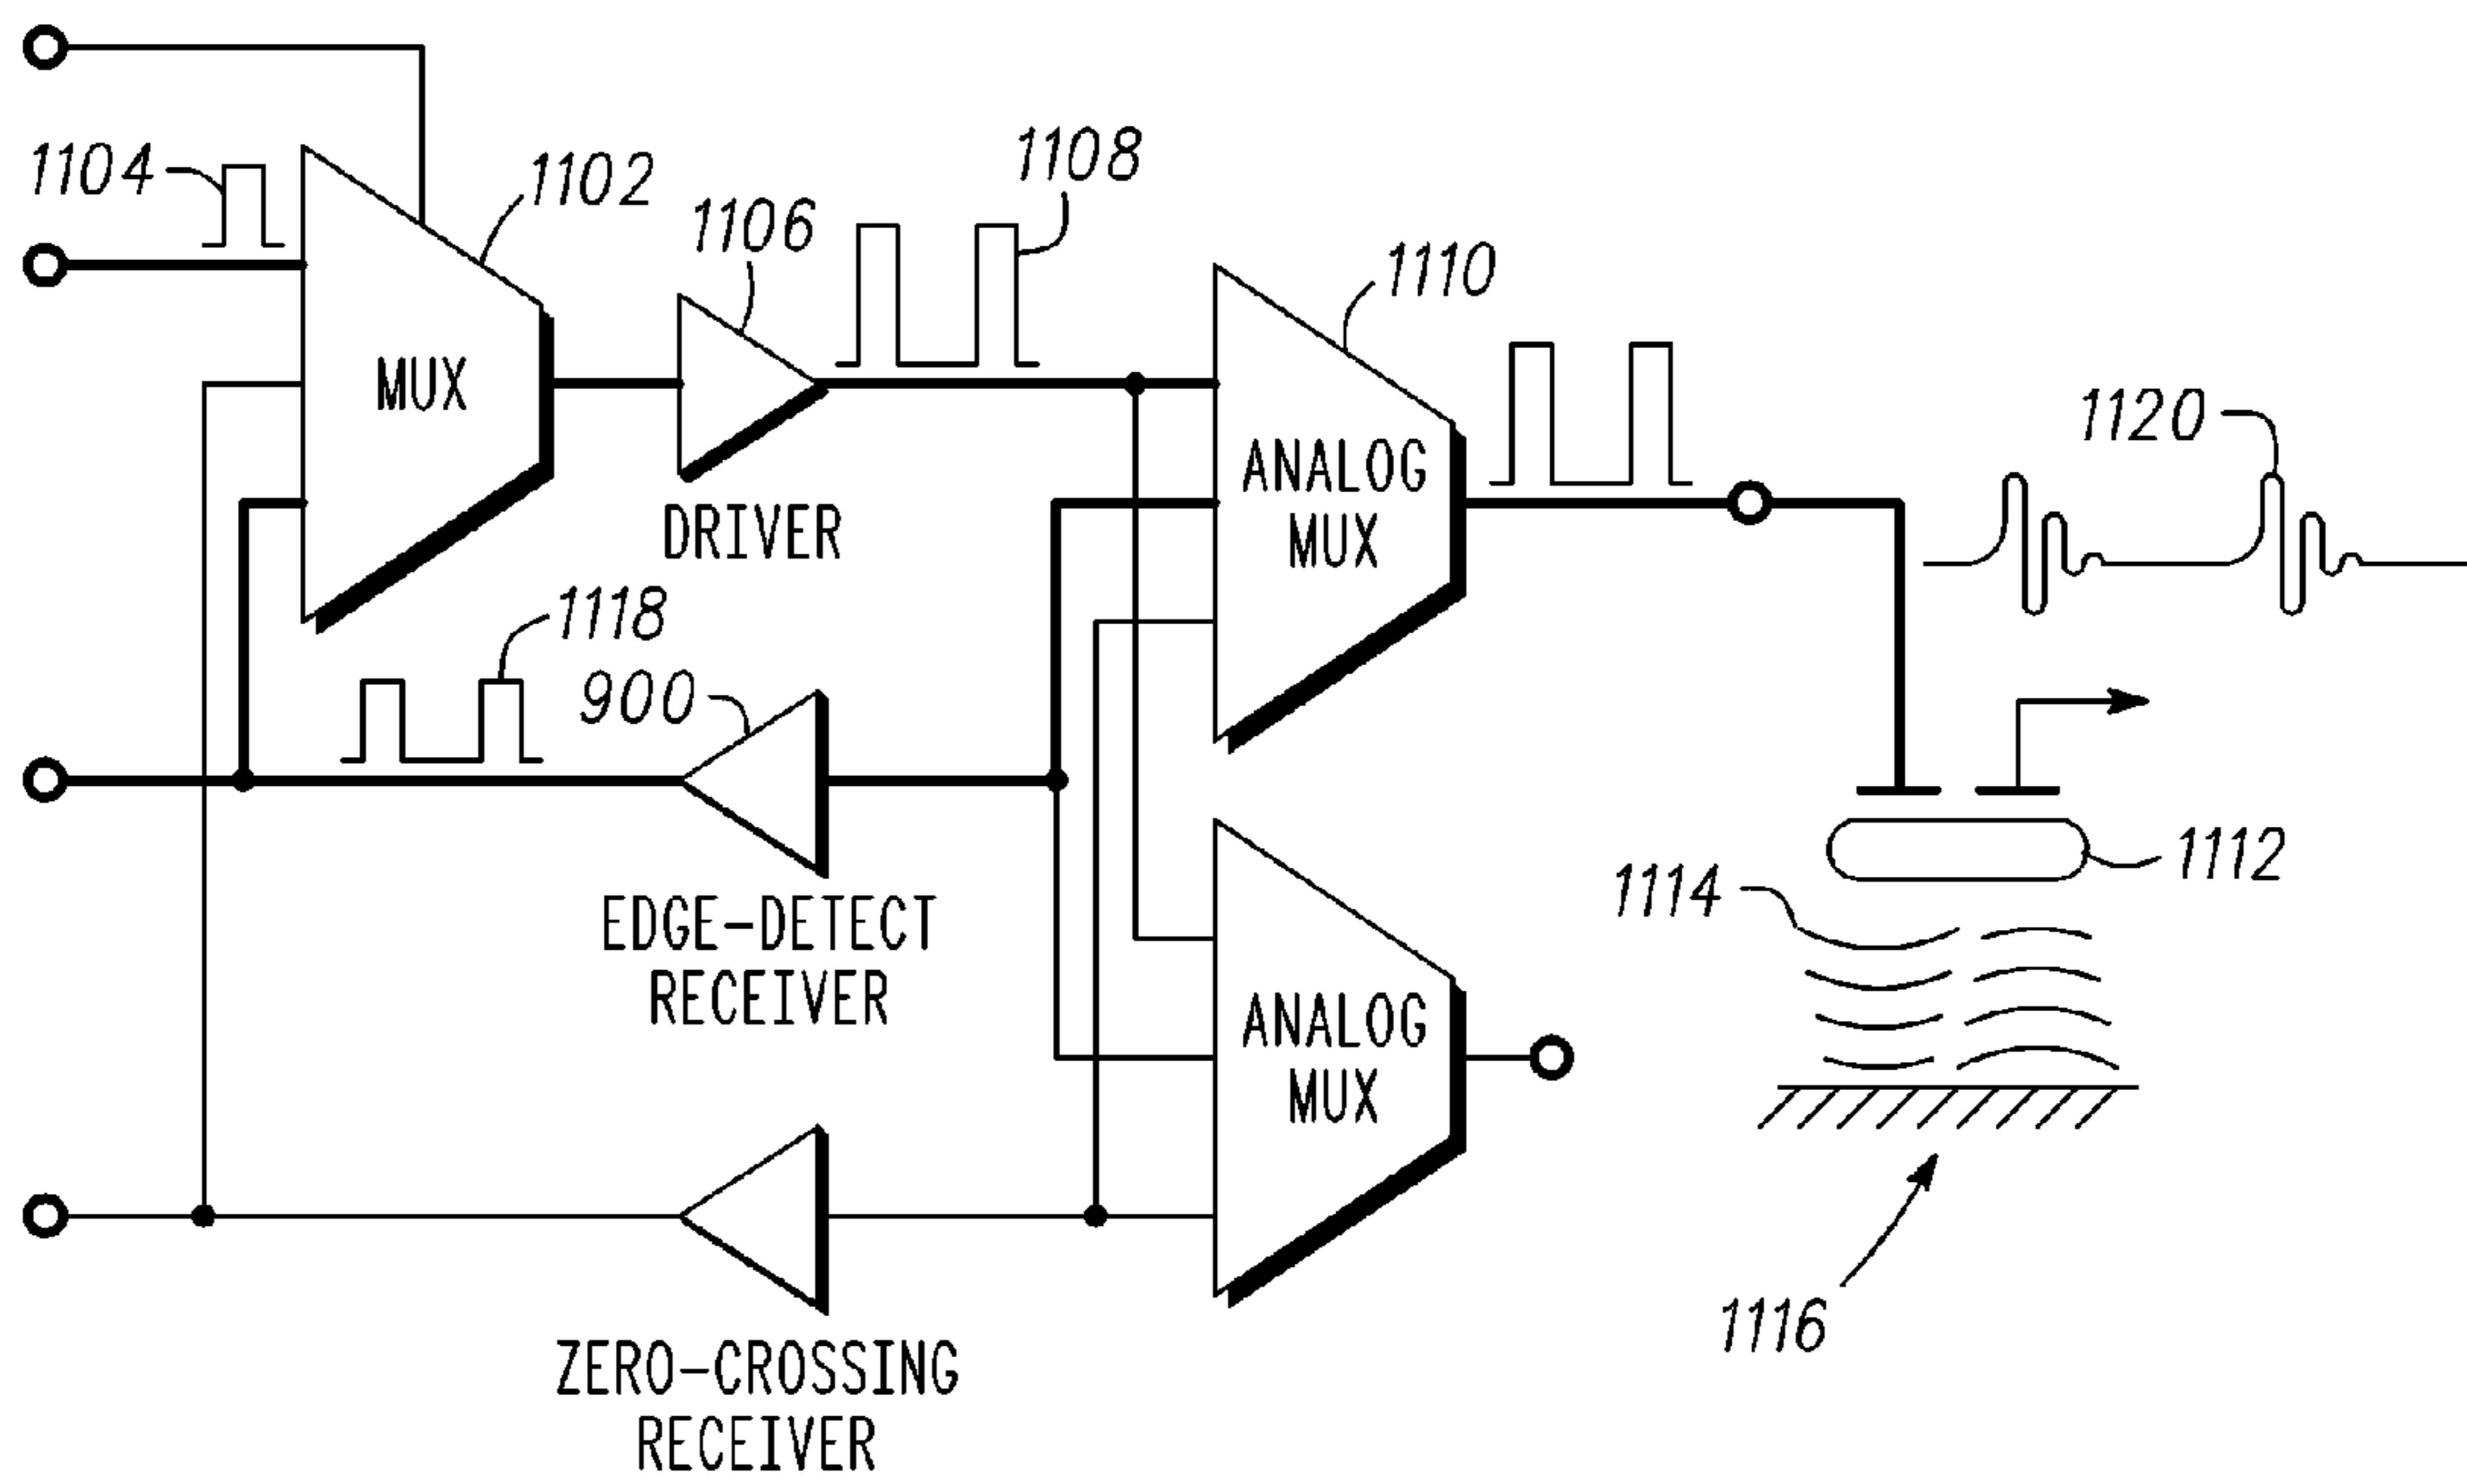 1104
1102
1106
1108
1110
1120
MUX
ANALOG
MUX
DRIVER
1118
900
1114
1112
EDGE-DETECT
RECEIVER
ANALOG
MUX
1116
ZERO-CROSSING
RECEIVER